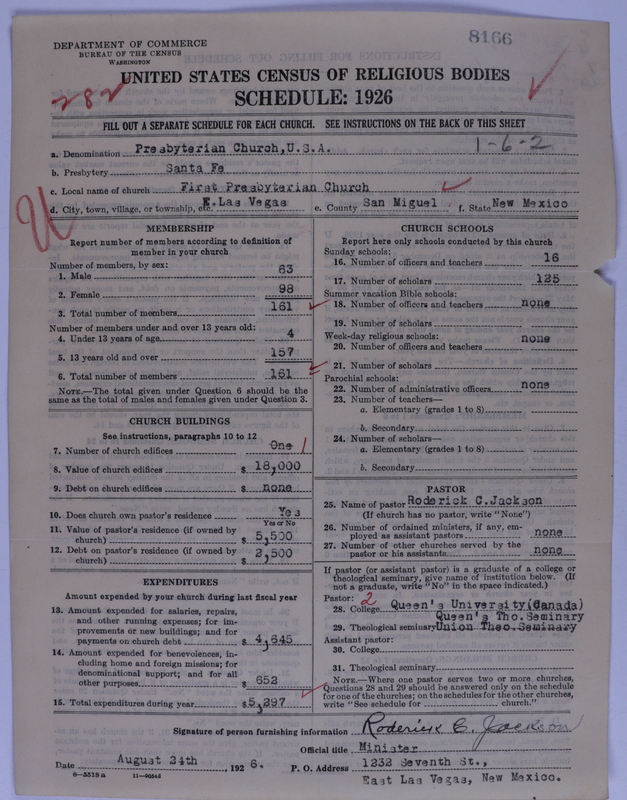 8166
DEPARTMENT OF COMMERCE
BUREAU OF THE CENSUS
WASHINGTON
UNITED STATES CENSUS OF RELIGIOUS BODIES
282
SCHEDULE: 1926
FILL OUT A SEPARATE SCHEDULE FOR EACH CHURCH. SEE INSTRUCTIONS ON THE BACK OF THIS SHEET
1-6-2
a. Denomination Presbyterian Church, U.S.A.
b. Presbytery Santa Fe
c. Local name of church First Presbyterian Church
d. City, town, village, or township, etc. E. Las Vegas e. County San Miguel f. State New Mexico
MEMBERSHIP
Report number of members according to definition of
member in your church
Number of members, by sex:
1. Male 63
2. Female 98
3. Total number of members 161
Number of members under and over 13 years old:
4. Under 13 years of age 4
5. 13 years old and over 157
6. Total number of members 161
NOTE.—The total given under Question 6 should be the
same as the total of males and females given under Question 3.
CHURCH BUILDINGS
See instructions, paragraphs 10 to 12
7. Number of church edifices One 1
8. Value of church edifices $ 18,000
9. Debt on church edifices $ none
10. Does church own pastor's residence Yes
Yes or No
11. Value of pastor's residence (if owned by
church) $ 5,500
12. Debt on pastor's residence (if owned by
church) $ 2,500
EXPENDITURES
Amount expended by your church during last fiscal year
13. Amount expended for salaries, repairs,
and other running expenses; for im-
provements or new buildings; and for
payments on church debt $ 4,645
14. Amount expended for benevolences, in-
cluding home and foreign missions; for
denominational support; and for all
other purposes $ 652
15. Total expenditures during year $5,297
CHURCH SCHOOLS
Report here only schools conducted by this church
Sunday schools:
16. Number of officers and teachers 16
17. Number of scholars 125
Summer vacation Bible schools:
18. Number of officers and teachers none
19. Number of scholars
Week-day religious schools:
20. Number of officers and teachers none
21. Number of scholars
Parochial schools:
22. Number of administrative officers none
23. Number of teachers—
a. Elementary (grades 1 to 8)
b. Secondary
24. Number of scholars—
a. Elementary (grades 1 to 8)
b. Secondary
PASTOR
25. Name of pastor Roderick C. Jackson
(If church has no pastor, write "None")
26. Number of ordained ministers, if any, em-
ployed as assistant pastors none
27. Number of other churches served by the
pastor or his assistants none
If pastor (or assistant pastor) is a graduate of a college or
theological seminary, give name of institution below. (If
not a graduate, write "No" in the space indicated.)
Pastor: 2
28. College Queen's University (Canada)
Queen's Tho. Seminary
29. Theological seminary Union Theo. Seminary
Assistant pastor:
30. College
31. Theological seminary
NOTE.—Where one pastor serves two or more churches,
Questions 28 and 29 should be answered only on the schedule
for one of the churches; on the schedules for the other churches,
write "See schedule for church."
Signature of person furnishing information Roderick C. Jackson
Official title Minister
Date August 24th, 1926. P. O. Address 1232 Seventh St.,
8-5518a East Las Vegas, New Mexico.